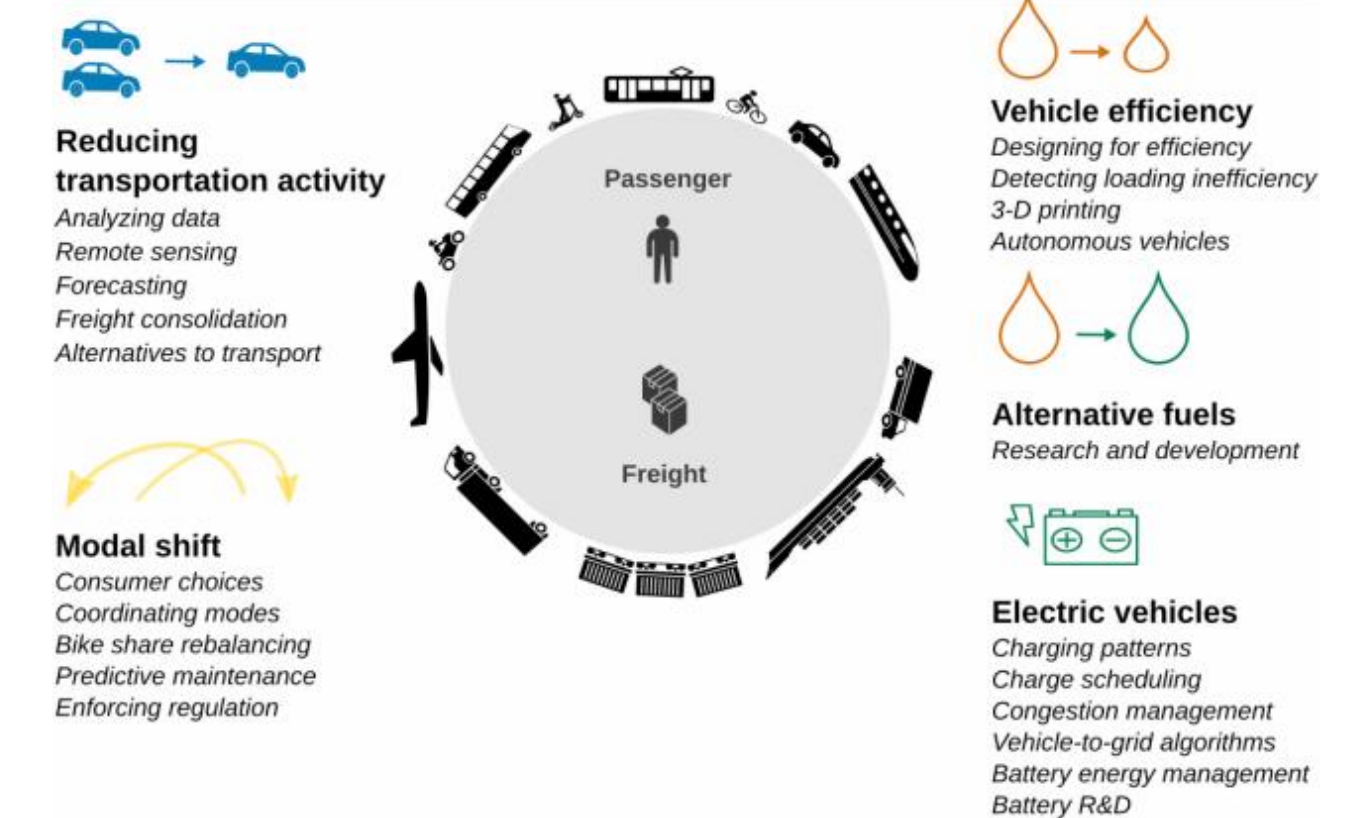 Reducing
transportation activity
Analyzing data
Remote sensing
Forecasting
Freight consolidation
Alternatives to transport
Modal shift
Consumer choices
Coordinating modes
Bike share rebalancing
Predictive maintenance
Enforcing regulation
Passenger
Freight
Vehicle efficiency
Designing for efficiency
Detecting loading inefficiency
3-D printing
Autonomous vehicles
Alternative fuels
Research and development
Electric vehicles
Charging patterns
Charge scheduling
Congestion management
Vehicle-to-grid algorithms
Battery energy management
Battery R&D